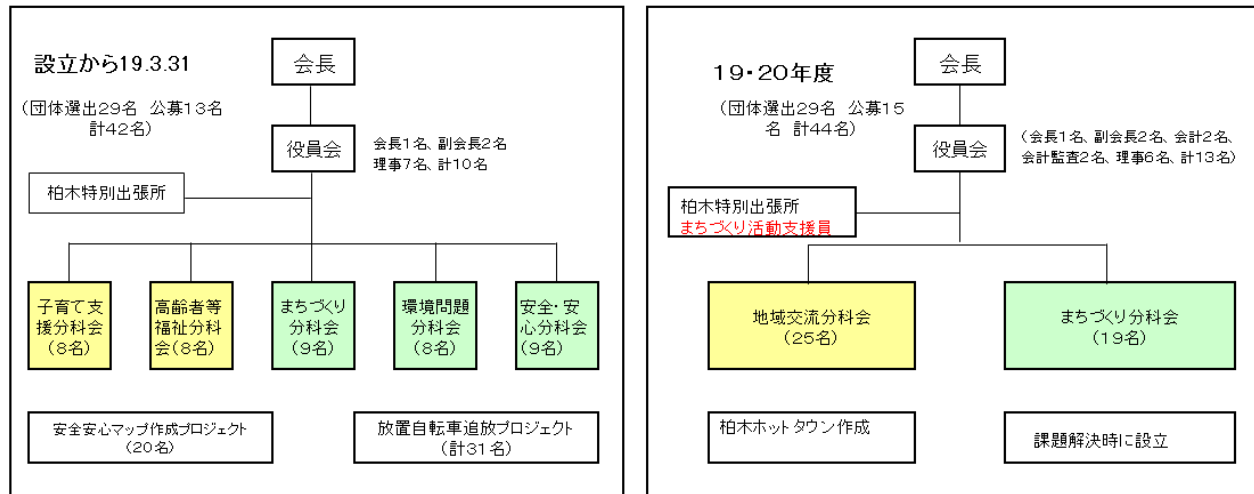 設立から19.3.31
(団体選出29名 公募13名
計42名)
会長
役員会
会長1名、副会長2名
理事7名、計10名
柏木特別出張所
子育て支
援分科会
(8名)
高齢者等
福祉分科
会(8名)
まちづくり
分科会
(9名)
環境問題
分科会
(8名)
安全・安
心分科会
(9名)
安全安心マップ作成プロジェクト
(20名)
放置自転車追放プロジェクト
(計31名)
19・20年度
(団体選出29名 公募15
名 計44名)
会長
役員会
(会長1名、副会長2名、会計2名、
会計監査2名、理事6名、計13名)
柏木特別出張所
まちづくり活動支援員
地域交流分科会
(25名)
まちづくり分科会
(19名)
柏木ホットタウン作成
課題解決時に設立